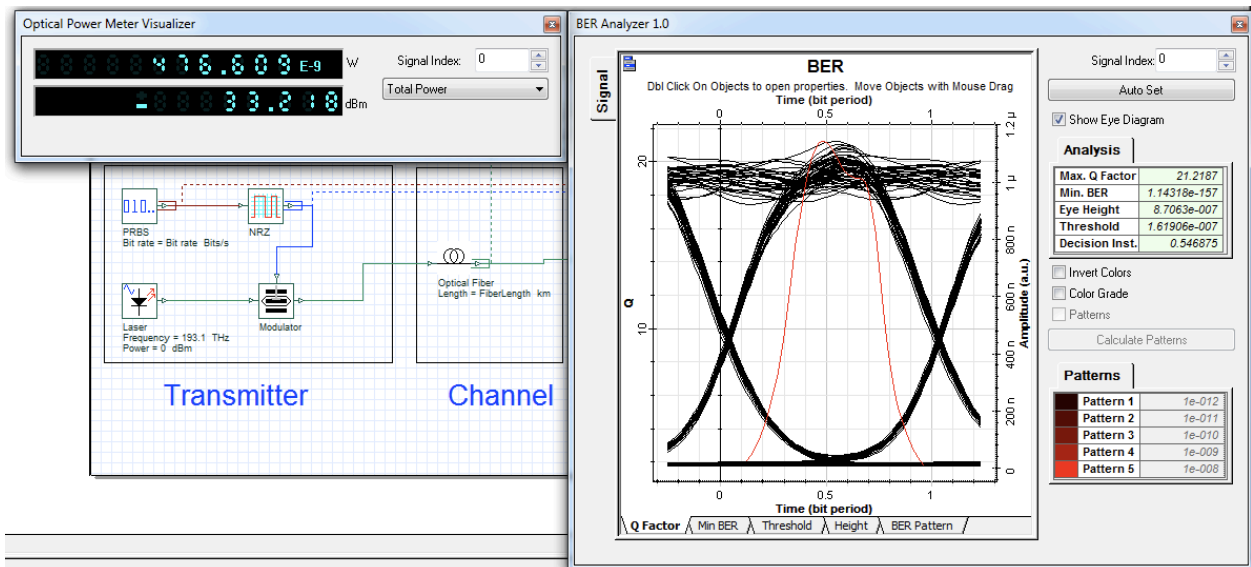 Optical Power Meter Visualizer
476.609 E-9 W
- 33.218 dBm
Signal Index: 0
Total Power
PRBS
Bit rate = Bit rate Bits/s
NRZ
Laser
Frequency = 193.1 THz
Power = 0 dBm
Modulator
Optical Fiber
Length = FiberLength km
Transmitter
Channel
BER Analyzer 1.0
Signal
BER
Dbl Click On Objects to open properties. Move Objects with Mouse Drag
Time (bit period)
0 0.5 1
Q
20
10
Amplitude (a.u.)
1.2 µ
1 µ
800 n
600 n
400 n
200 n
0
0 0.5 1
Time (bit period)
Q Factor Min BER Threshold Height BER Pattern
Signal Index: 0
Auto Set
Show Eye Diagram
Analysis
Max. Q Factor 21.2187
Min. BER 1.14318e-157
Eye Height 8.7063e-007
Threshold 1.61906e-007
Decision Inst. 0.546875
Invert Colors
Color Grade
Patterns
Calculate Patterns
Patterns
Pattern 1 1e-012
Pattern 2 1e-011
Pattern 3 1e-010
Pattern 4 1e-009
Pattern 5 1e-008